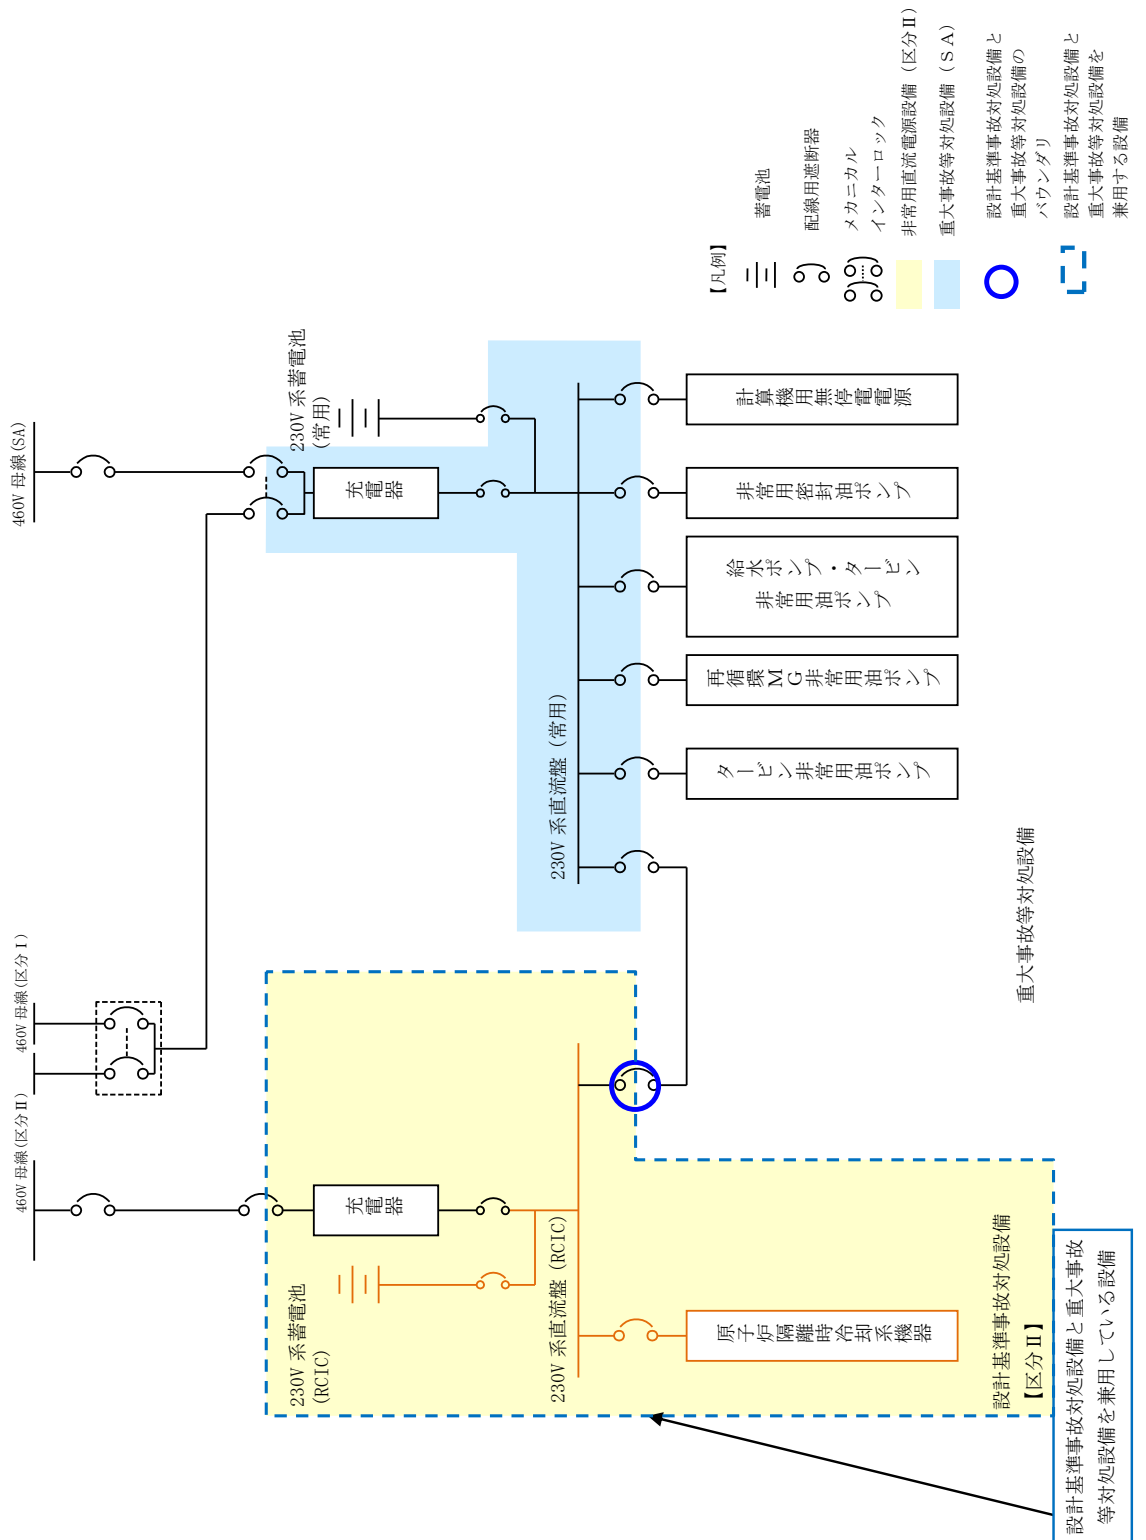 460V 母線(区分Ⅱ)
460V 母線(区分Ⅰ)
460V 母線(SA)
230V 系蓄電池
(RCIC)
充電器
230V 系直流盤 (RCIC)
原子炉隔離時冷却系機器
設計基準事故対処設備
【区分Ⅱ】
設計基準事故対処設備と重大事故
等対処設備を兼用している設備
230V 系蓄電池
(常用)
充電器
230V 系直流盤 (常用)
タービン非常用油ポンプ
再循環MG非常用油ポンプ
給水ポンプ・タービン
非常用油ポンプ
非常用密封油ポンプ
計算機用無停電電源
重大事故等対処設備
【凡例】
蓄電池
配線用遮断器
メカニカル
インターロック
非常用直流電源設備（区分Ⅱ）
重大事故等対処設備（ＳＡ）
設計基準事故対処設備と
重大事故等対処設備の
バウンダリ
設計基準事故対処設備と
重大事故等対処設備を
兼用する設備